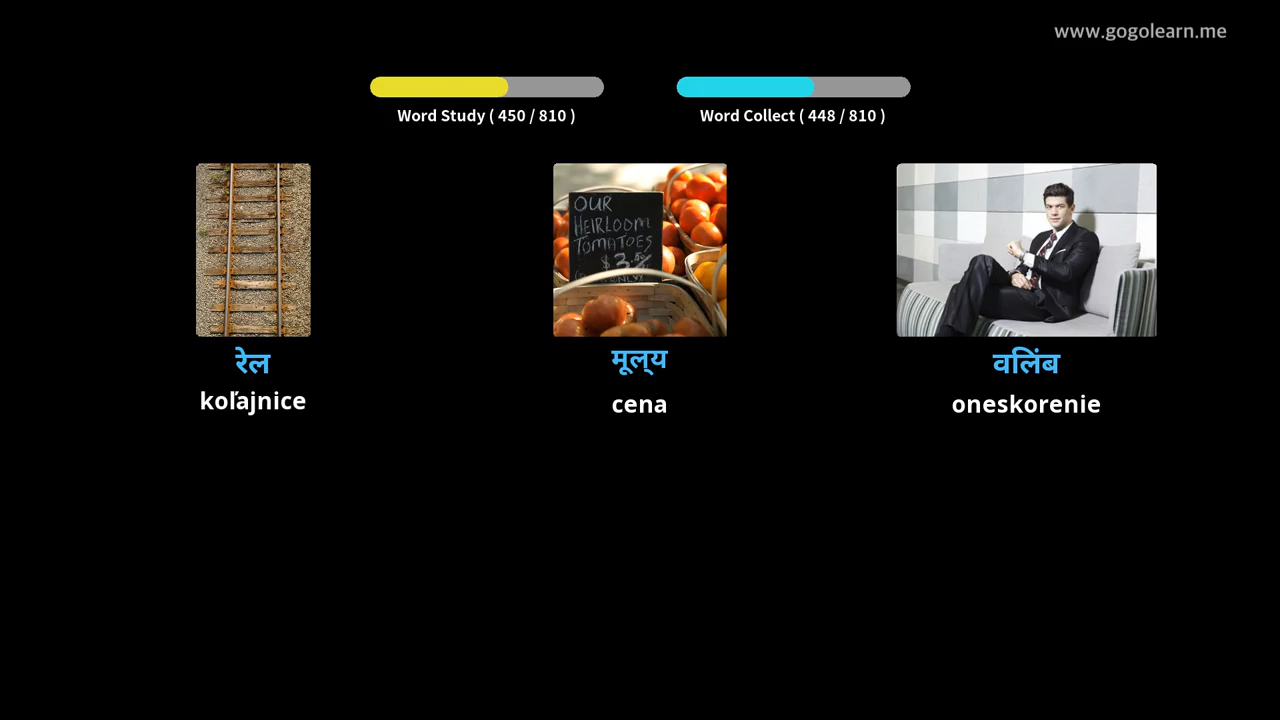 www.gogolearn.me
Word Study ( 450 / 810 )
Word Collect ( 448 / 810 )
OUR
HEIRLOOM
TOMATOES
रेल
मूल्य
विलंब
koľajnice
cena
oneskorenie